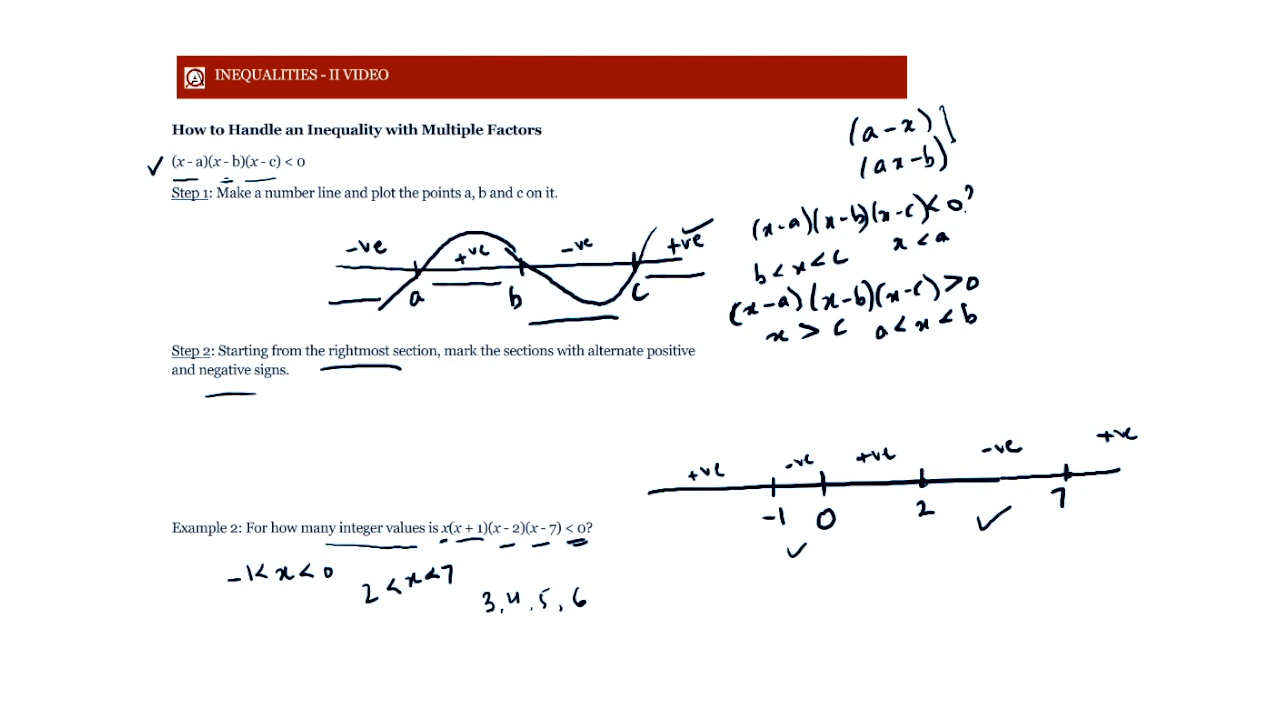 INEQUALITIES - II VIDEO
How to Handle an Inequality with Multiple Factors
(x - a)(x - b)(x - c) < 0
Step 1: Make a number line and plot the points a, b and c on it.
(a-x)]
(ax-b)
-ve +ve -ve +ve
a b c
(x-a)(x-b)(x-c)<0?
b<x<c x<a
(x-a)(x-b)(x-c)>0
x>c a<x<b
Step 2: Starting from the rightmost section, mark the sections with alternate positive
and negative signs.
+ve -ve +ve -ve +ve
-1 0 2 7
Example 2: For how many integer values is x(x + 1)(x - 2)(x - 7) < 0?
-1<x<0 2<x<7
3, 4, 5, 6